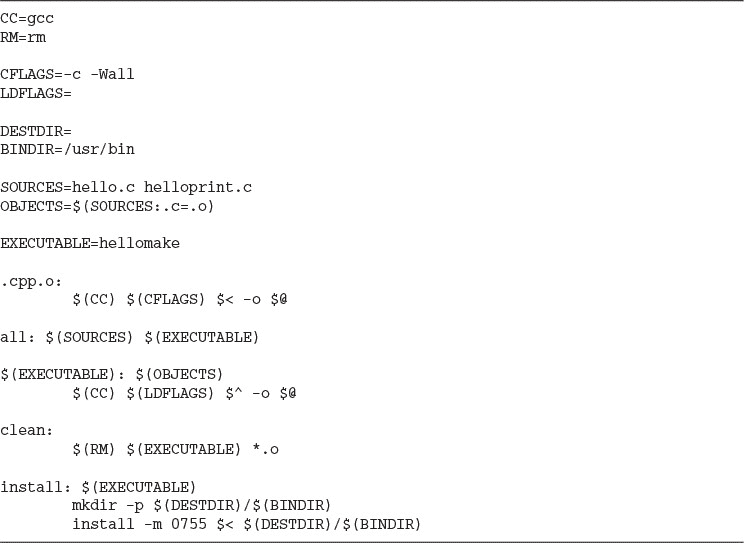 CC=gcc
RM=rm
CFLAGS=-c -Wall
LDFLAGS=
DESTDIR=
BINDIR=/usr/bin
SOURCES=hello.c helloprint.c
OBJECTS=$(SOURCES:.c=.o)
EXECUTABLE=hellomake
.cpp.o:
        $(CC) $(CFLAGS) $< -o $@
all: $(SOURCES) $(EXECUTABLE)
$(EXECUTABLE): $(OBJECTS)
        $(CC) $(LDFLAGS) $^ -o $@
clean:
        $(RM) $(EXECUTABLE) *.o
install: $(EXECUTABLE)
        mkdir -p $(DESTDIR)/$(BINDIR)
        install -m 0755 $< $(DESTDIR)/$(BINDIR)